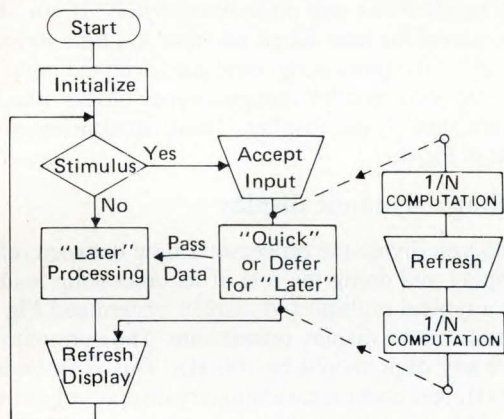 Start
Initialize
Stimulus
Yes
No
Accept
Input
"Quick"
or Defer
for "Later"
Pass
Data
"Later"
Processing
Refresh
Display
1/N
COMPUTATION
Refresh
1/N
COMPUTATION